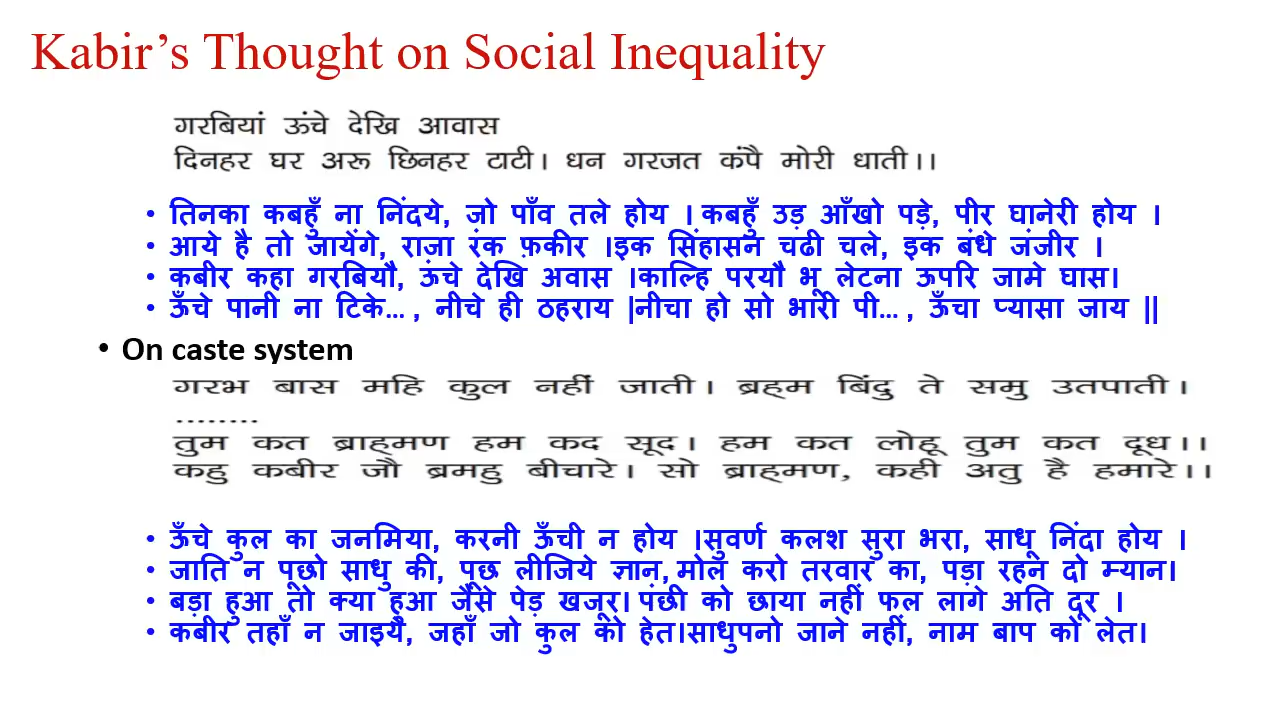 Kabir’s Thought on Social Inequality
गरबियां ऊंचे देखि आवास
दिनहर घर अरू छिनहर टाटी। धन गरजत कंपै मोरी धाती।।
• तिनका कबहुँ ना निंदये, जो पाँव तले होय । कबहुँ उड़ आँखो पड़े, पीर घानेरी होय ।
• आये है तो जायेंगे, राजा रंक फ़कीर ।इक सिंहासन चढी चले, इक बंधे जंजीर ।
• कबीर कहा गरबियौ, ऊंचे देखि अवास ।काल्हि परयौ भू लेटना ऊपरि जामे घास।
• ऊँचे पानी ना टिके... , नीचे ही ठहराय |नीचा हो सो भारी पी... , ऊँचा प्यासा जाय ||
• On caste system
गरभ बास महि कुल नहीं जाती। ब्रहम बिंदु ते समु उतपाती।
........
तुम कत ब्राह्मण हम कद सूद। हम कत लोहू तुम कत दूध।।
कहु कबीर जौ ब्रमहु बीचारे। सो ब्राह्मण, कही अतु है हमारे।।
• ऊँचे कुल का जनमिया, करनी ऊँची न होय ।सुवर्ण कलश सुरा भरा, साधू निंदा होय ।
• जाति न पूछो साधु की, पूछ लीजिये ज्ञान, मोल करो तरवार का, पड़ा रहन दो म्यान।
• बड़ा हुआ तो क्या हुआ जैसे पेड़ खजूर। पंछी को छाया नहीं फल लागे अति दूर ।
• कबीर तहाँ न जाइये, जहाँ जो कुल को हेत।साधुपनो जाने नहीं, नाम बाप को लेत।